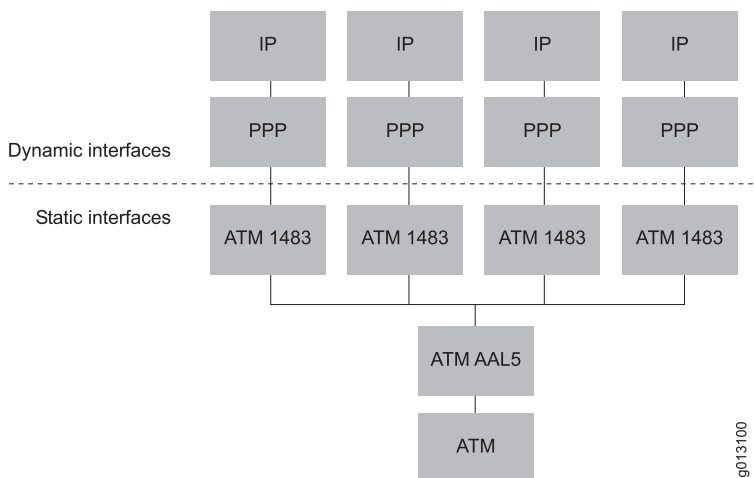 IP IP IP IP
PPP PPP PPP PPP
Dynamic interfaces
Static interfaces
ATM 1483 ATM 1483 ATM 1483 ATM 1483
ATM AAL5
ATM
g013100